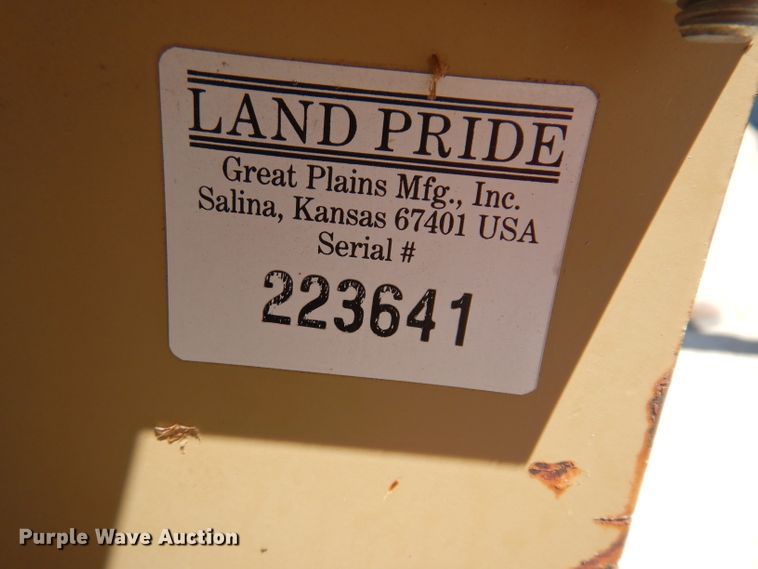 LAND PRIDE
Great Plains Mfg., Inc.
Salina, Kansas 67401 USA
Serial #
223641
Purple Wave Auction